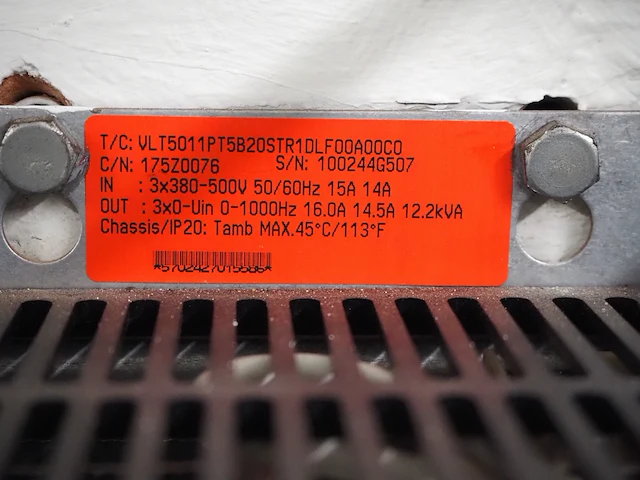 T/C: VLT5011PT5B20STR1DLF00A00C0
C/N: 175Z0076 S/N: 100244G507
IN : 3x380-500V 50/60Hz 15A 14A
OUT : 3x0-Uin 0-1000Hz 16.0A 14.5A 12.2kVA
Chassis/IP20: Tamb MAX.45°C/113°F